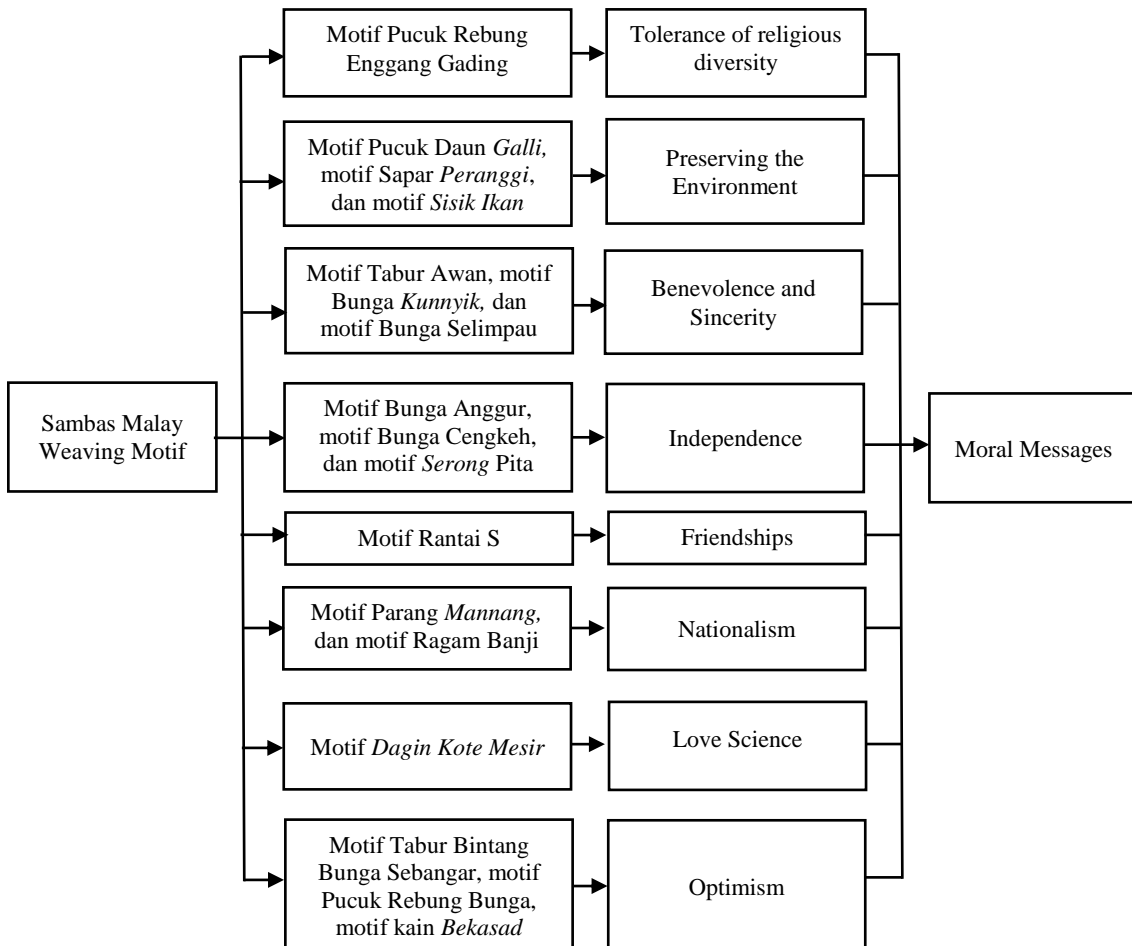 Motif Pucuk Rebung
Enggang Gading
Tolerance of religious
diversity
Motif Pucuk Daun Galli,
motif Sapar Peranggi,
dan motif Sisik Ikan
Preserving the
Environment
Motif Tabur Awan, motif
Bunga Kunnyik, dan
motif Bunga Selimpau
Benevolence and
Sincerity
Sambas Malay
Weaving Motif
Motif Bunga Anggur,
motif Bunga Cengkeh,
dan motif Serong Pita
Independence
Moral Messages
Motif Rantai S
Friendships
Motif Parang Mannang,
dan motif Ragam Banji
Nationalism
Motif Dagin Kote Mesir
Love Science
Motif Tabur Bintang
Bunga Sebangar, motif
Pucuk Rebung Bunga,
motif kain Bekasad
Optimism